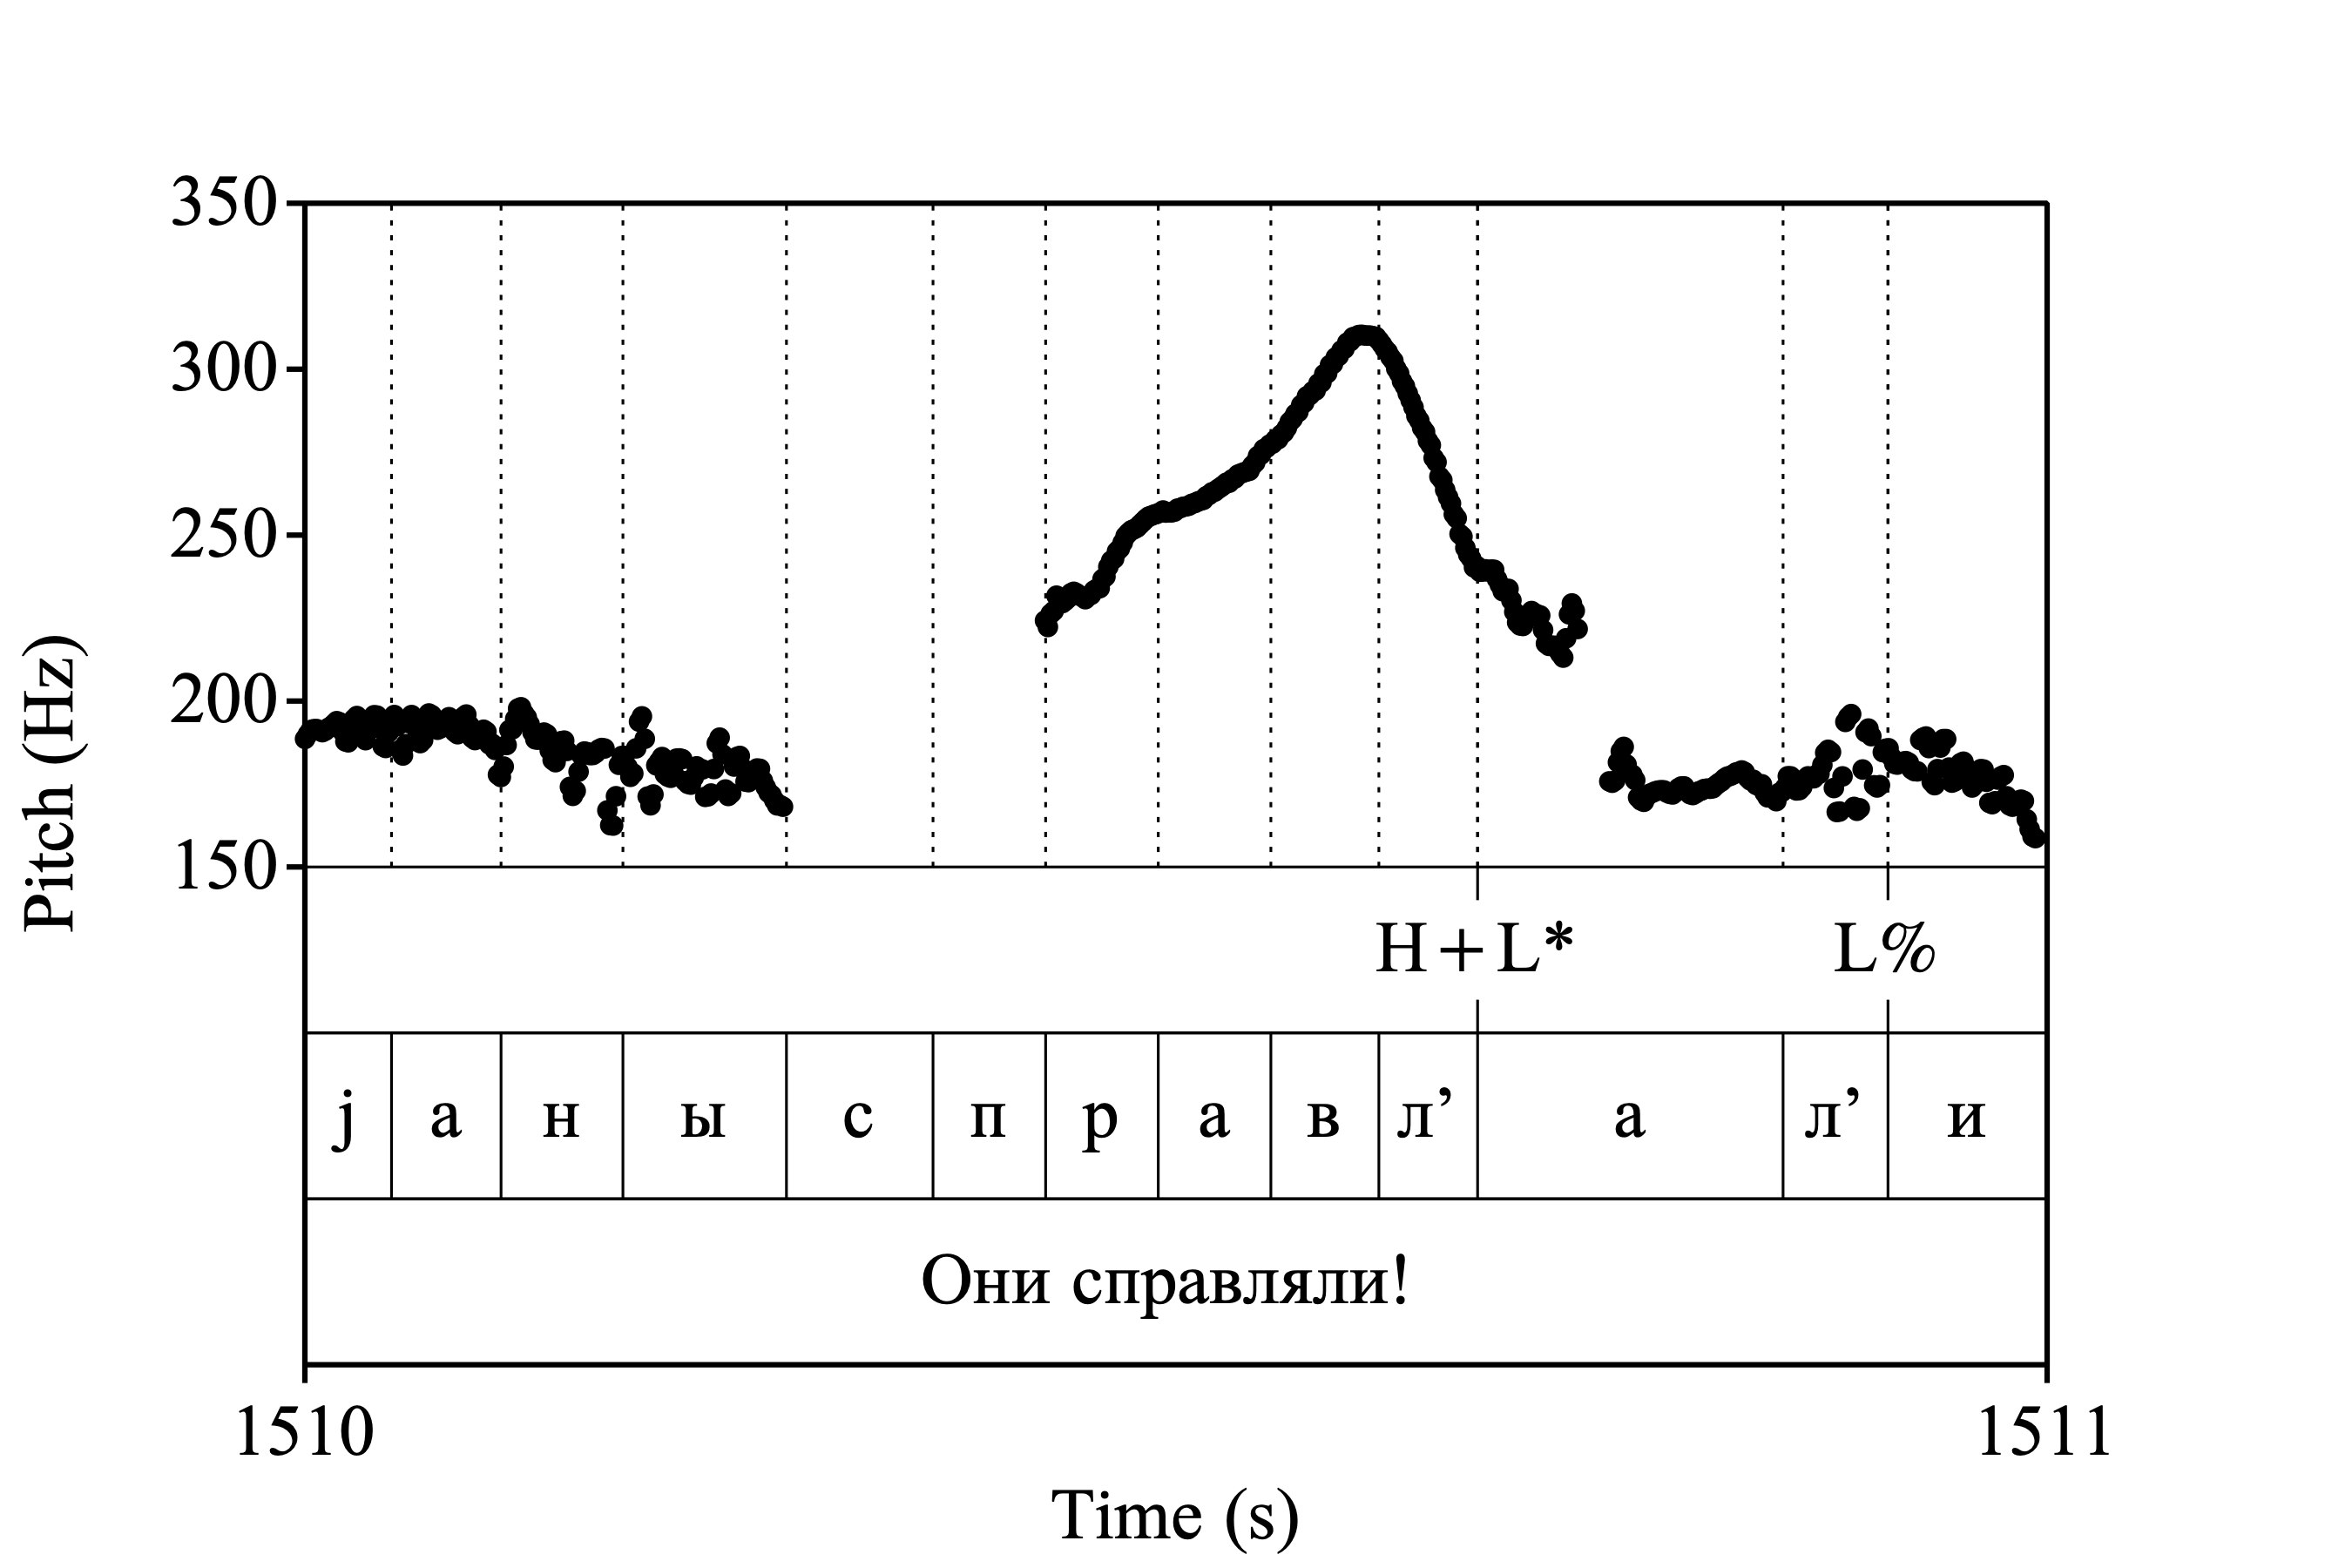 350
300
250
200
150
Pitch (Hz)
H+L* L%
j а н ы с п р а в л’ а л’ и
Они справляли!
1510 1511
Time (s)